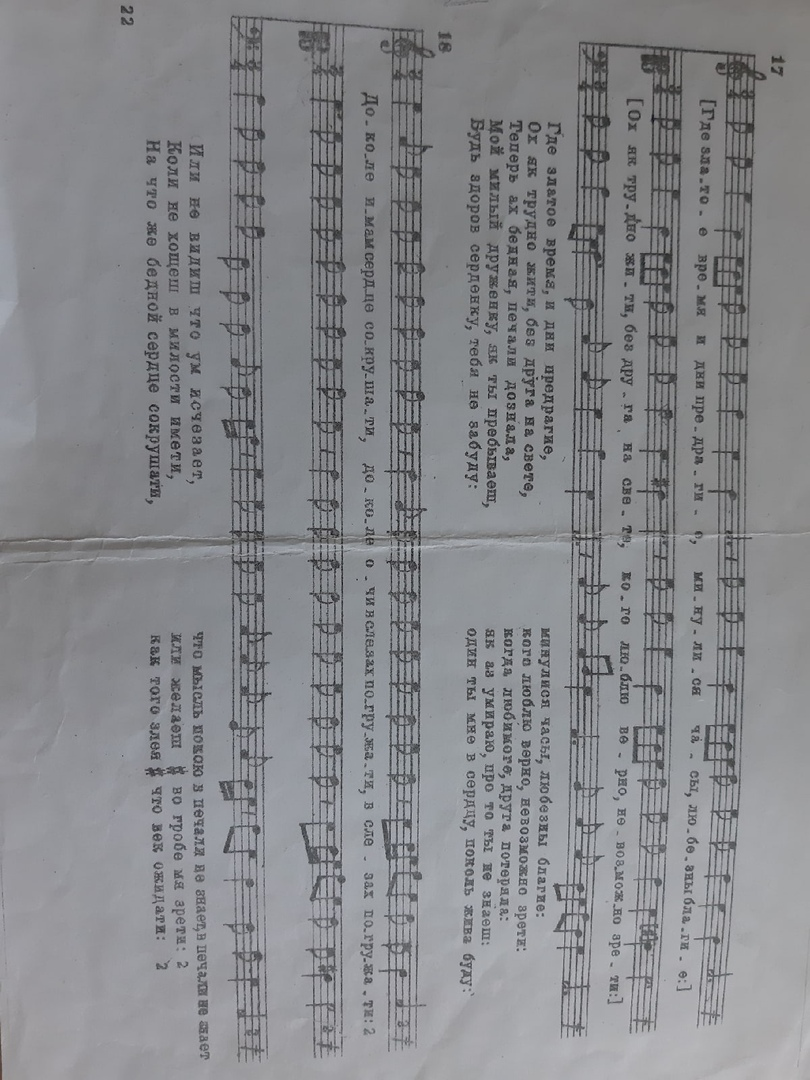 17
[Где зла-то-е вре-мя и дни пре-дра-ги-е, ми-ну-ли-ся ча-сы, лю-бе-зны бла-ги-е:]
[Ох як тру-дно жи-ти, без дру-га на све-те, ко-го лю-блю ве-рно, не-воз-мож-но зре-ти:]
Где златое время, и дни предрагие, минулися часы, любезны благие:
Ох як трудно жити, без друга на свете, кого люблю верно, невозможно зрети:
Теперь ах бедная, печали дознала, когда любимого, друга потеряла:
Мой милый друженку, як ты пребываеш, як аз умираю, про то ты не знаеш:
Будь здоров серденку, тебя не забуду: один ты мне в сердцу, поколь жива буду:
18
До-ко-ле и-мам сер-дце со-кру-ша-ти, до-ко-ле о-чи в сле-зах по-гру-жа-ти, в сле-зах по-гру-жа-ти: 2
Или не видиш что ум исчезает, что мысль покою в печали не знает, в печали не знает
Коли не хощеш в милости имети, или желаеш # во гробе мя зрети: 2
На что же бедной сердце сокрушати, как того злея # что век ожидати: 2
22